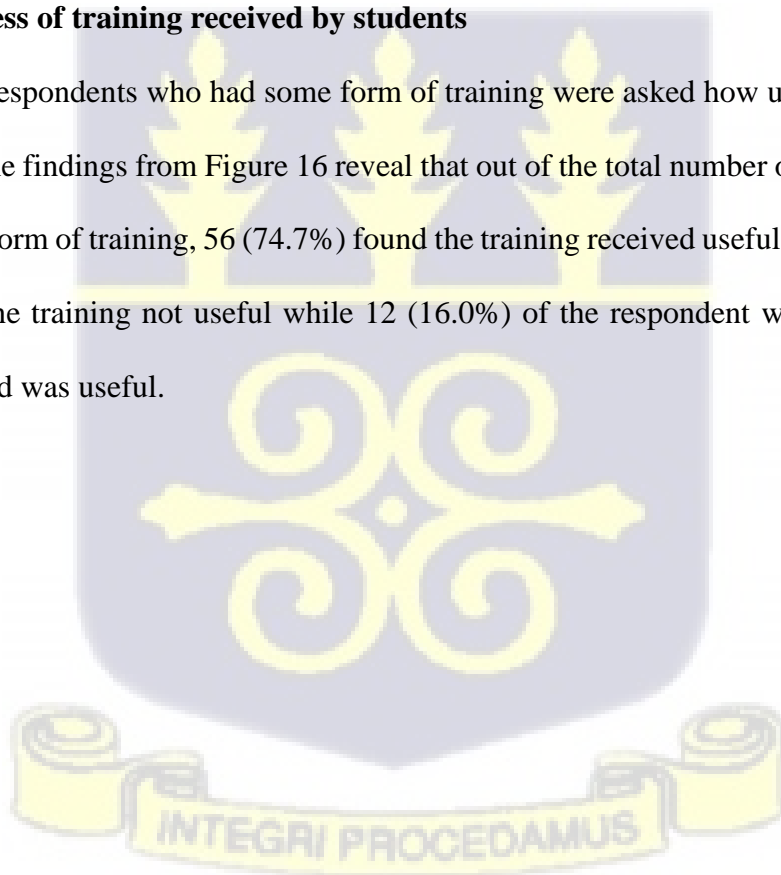 ess of training received by students
espondents who had some form of training were asked how u
e findings from Figure 16 reveal that out of the total number o
orm of training, 56 (74.7%) found the training received useful
he training not useful while 12 (16.0%) of the respondent w
d was useful.
INTEGRI PROCEDAMUS